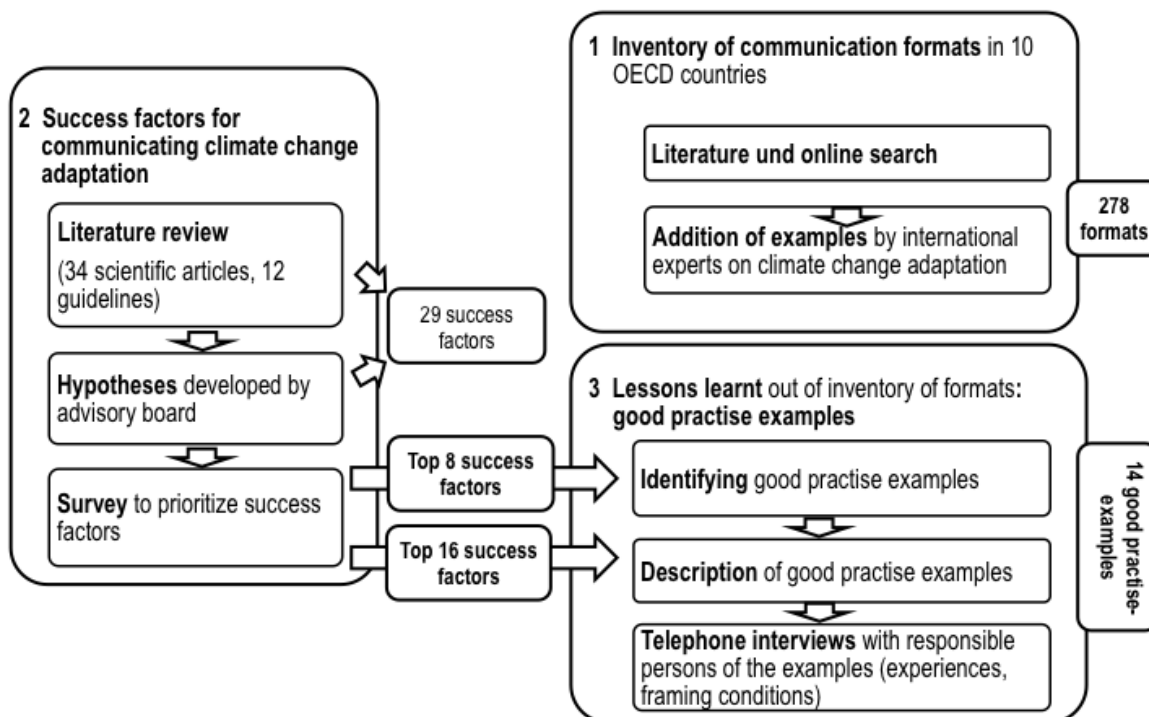 1 Inventory of communication formats in 10
OECD countries
Literature und online search
Addition of examples by international
experts on climate change adaptation
278
formats
2 Success factors for
communicating climate change
adaptation
Literature review
(34 scientific articles, 12
guidelines)
Hypotheses developed by
advisory board
Survey to prioritize success
factors
29 success
factors
Top 8 success
factors
Top 16 success
factors
3 Lessons learnt out of inventory of formats:
good practise examples
Identifying good practise examples
Description of good practise examples
Telephone interviews with responsible
persons of the examples (experiences,
framing conditions)
14 good practise-
examples